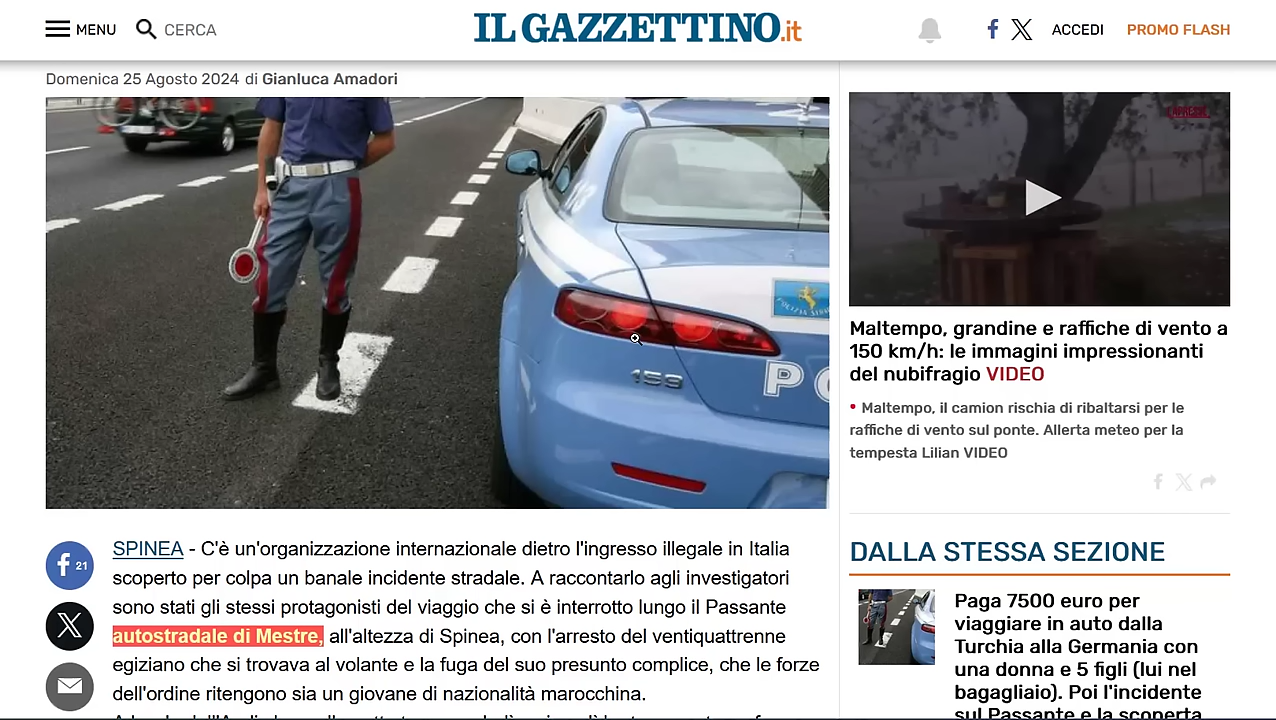 MENU
CERCA
IL GAZZETTINO.it
ACCEDI
PROMO FLASH
Domenica 25 Agosto 2024 di Gianluca Amadori
159
PO
Maltempo, grandine e raffiche di vento a
150 km/h: le immagini impressionanti
del nubifragio VIDEO
• Maltempo, il camion rischia di ribaltarsi per le
raffiche di vento sul ponte. Allerta meteo per la
tempesta Lilian VIDEO
21
SPINEA - C'è un'organizzazione internazionale dietro l'ingresso illegale in Italia
scoperto per colpa un banale incidente stradale. A raccontarlo agli investigatori
sono stati gli stessi protagonisti del viaggio che si è interrotto lungo il Passante
autostradale di Mestre, all'altezza di Spinea, con l'arresto del ventiquattrenne
egiziano che si trovava al volante e la fuga del suo presunto complice, che le forze
dell'ordine ritengono sia un giovane di nazionalità marocchina.
DALLA STESSA SEZIONE
Paga 7500 euro per
viaggiare in auto dalla
Turchia alla Germania con
una donna e 5 figli (lui nel
bagagliaio). Poi l'incidente
sul Passante e la scoperta